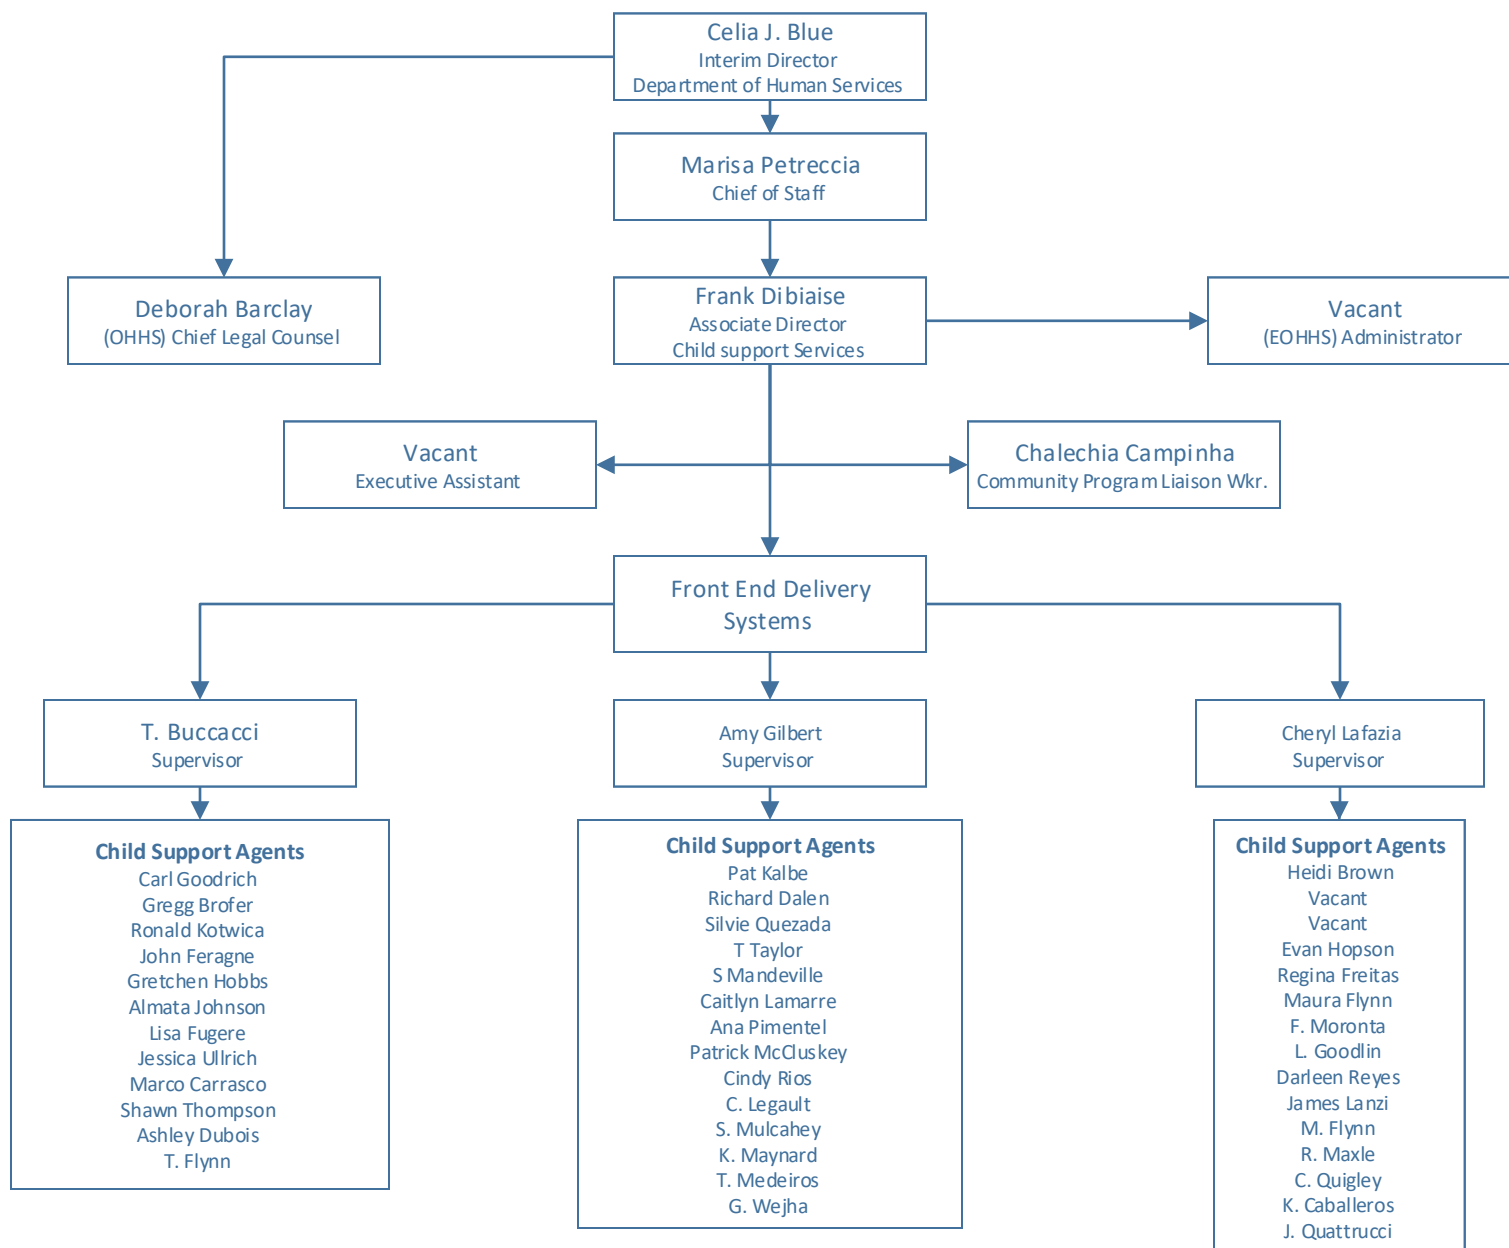 Celia J. Blue
Interim Director
Department of Human Services
Marisa Petreccia
Chief of Staff
Deborah Barclay
(OHHS) Chief Legal Counsel
Frank Dibiaise
Associate Director
Child support Services
Vacant
(EOHHS) Administrator
Vacant
Executive Assistant
Chalechia Campinha
Community Program Liaison Wkr.
Front End Delivery
Systems
T. Buccacci
Supervisor
Amy Gilbert
Supervisor
Cheryl Lafazia
Supervisor
Child Support Agents
Carl Goodrich
Gregg Brofer
Ronald Kotwica
John Feragne
Gretchen Hobbs
Almata Johnson
Lisa Fugere
Jessica Ullrich
Marco Carrasco
Shawn Thompson
Ashley Dubois
T. Flynn
Child Support Agents
Pat Kalbe
Richard Dalen
Silvie Quezada
T Taylor
S Mandeville
Caitlyn Lamarre
Ana Pimentel
Patrick McCluskey
Cindy Rios
C. Legault
S. Mulcahey
K. Maynard
T. Medeiros
G. Wejha
Child Support Agents
Heidi Brown
Vacant
Vacant
Evan Hopson
Regina Freitas
Maura Flynn
F. Moronta
L. Goodlin
Darleen Reyes
James Lanzi
M. Flynn
R. Maxle
C. Quigley
K. Caballeros
J. Quattrucci